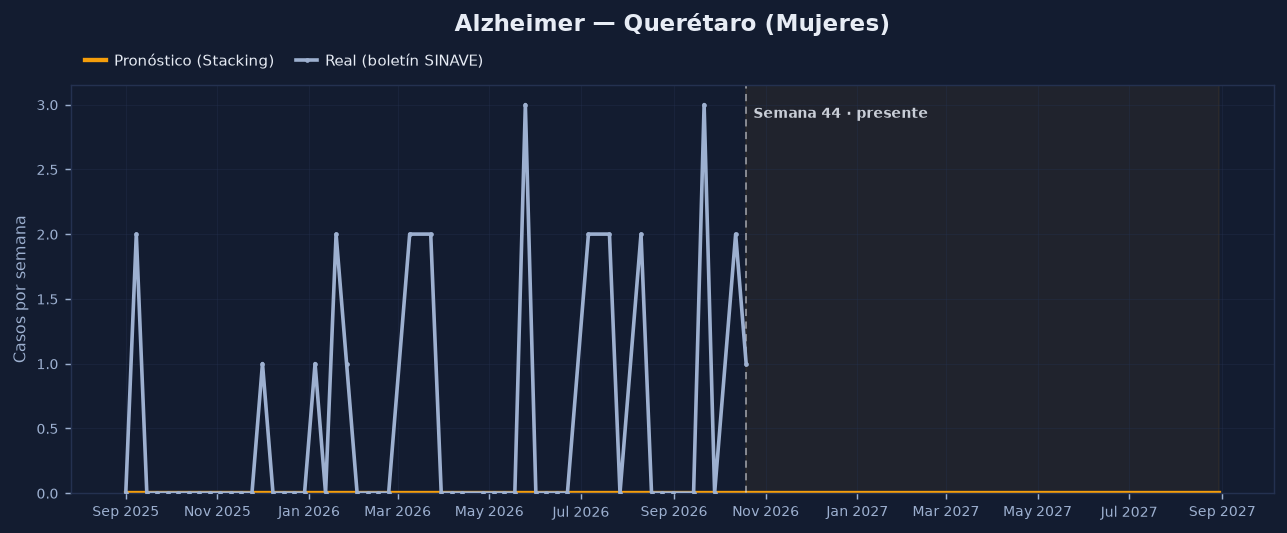 Alzheimer — Querétaro (Mujeres)
Pronóstico (Stacking)
Real (boletín SINAVE)
Semana 44 · presente
Casos por semana
3.0
2.5
2.0
1.5
1.0
0.5
0.0
Sep 2025 Nov 2025 Jan 2026 Mar 2026 May 2026 Jul 2026 Sep 2026 Nov 2026 Jan 2027 Mar 2027 May 2027 Jul 2027 Sep 2027